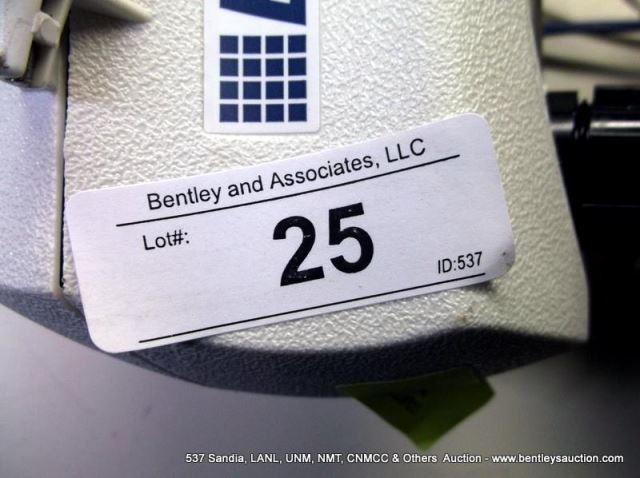 Bentley and Associates, LLC
Lot#:
25
ID:537
537 Sandia, LANL, UNM, NMT, CNMCC & Others Auction - www.bentleysauction.com